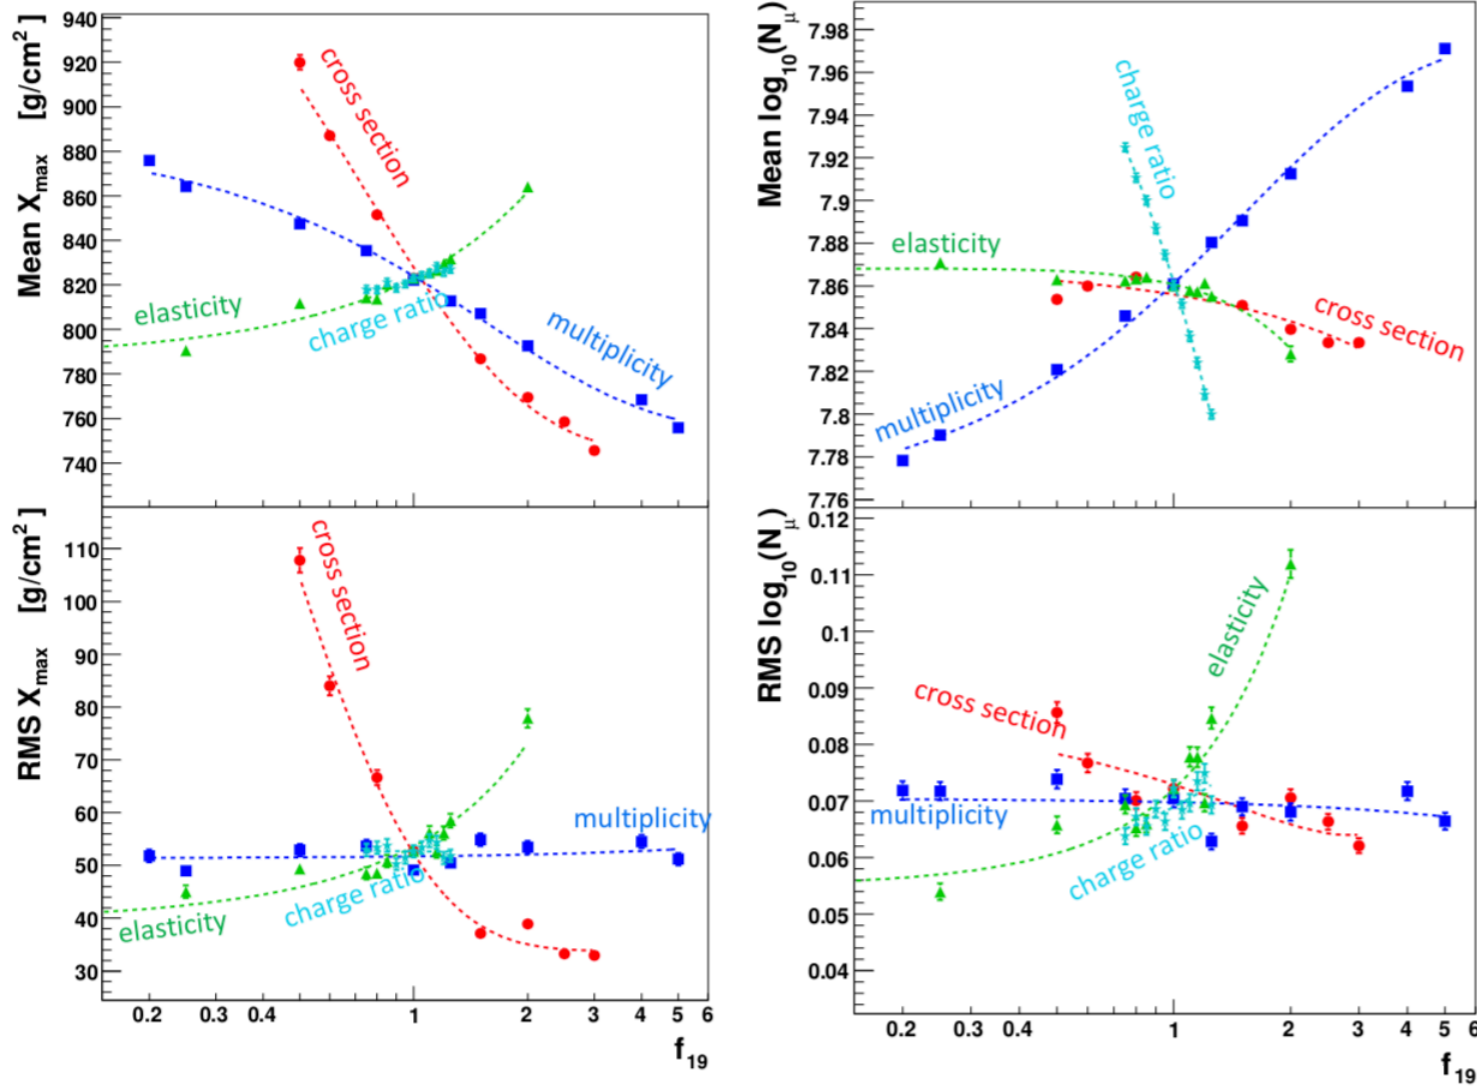 Mean Xmax [g/cm2]
940
920
900
880
860
840
820
800
780
760
740
cross section
elasticity
charge ratio
multiplicity
Mean log10(Nμ)
7.98
7.96
7.94
7.92
7.9
7.88
7.86
7.84
7.82
7.8
7.78
7.76
charge ratio
elasticity
cross section
multiplicity
RMS Xmax [g/cm2]
110
100
90
80
70
60
50
40
30
cross section
multiplicity
charge ratio
elasticity
0.2 0.3 0.4 1 2 3 4 5 6
f19
RMS log10(Nμ)
0.12
0.11
0.1
0.09
0.08
0.07
0.06
0.05
0.04
elasticity
cross section
multiplicity
charge ratio
0.2 0.3 0.4 1 2 3 4 5 6
f19